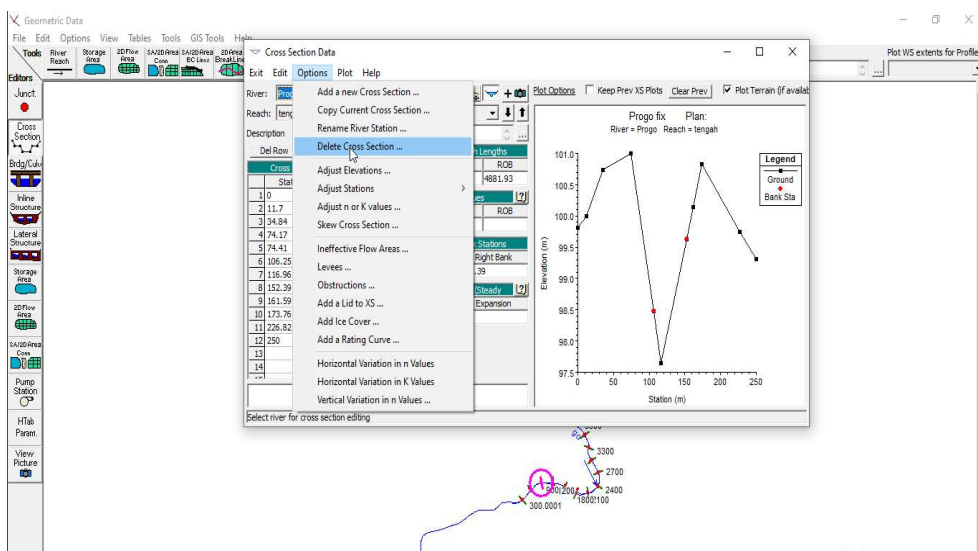 Geometric Data
File Edit Options View Tables Tools GIS Tools Help
Tools
River Reach
Storage Area
2D Flow Area
SA/2D Area Conn
SA/2D Area BC Lines
2D Area BreakLine
Plot WS extents for Profile
Editors
Junct.
Cross Section
Brdg/Culv
Inline Structure
Lateral Structure
Storage Area
2D Flow Area
SA/2D Area Conn
Pump Station
HTab Param.
View Picture
Cross Section Data
Exit Edit Options Plot Help
River:
Reach:
Description
Del Row
Cross
Stat
1 0
2 11.7
3 34.84
4 74.17
5 74.41
6 106.25
7 116.96
8 152.39
9 161.59
10 173.76
11 226.82
12 250
13
14
Add a new Cross Section ...
Copy Current Cross Section ...
Rename River Station ...
Delete Cross Section ...
Adjust Elevations ...
Adjust Stations
Adjust n or K values ...
Skew Cross Section ...
Ineffective Flow Areas ...
Levees ...
Obstructions ...
Add a Lid to XS ...
Add Ice Cover ...
Add a Rating Curve ...
Horizontal Variation in n Values
Horizontal Variation in K Values
Vertical Variation in n Values ...
Lengths
ROB
4881.93
ROB
Stations
Right Bank
.39
(Steady
Expansion
Select river for cross section editing
Plot Options Keep Prev XS Plots Clear Prev Plot Terrain (if availab
Progo fix Plan:
River = Progo Reach = tengah
Legend
Ground
Bank Sta
Elevation (m)
101.0
100.5
100.0
99.5
99.0
98.5
98.0
97.5
0 50 100 150 200 250
Station (m)
3300
2700
2400
300.0001